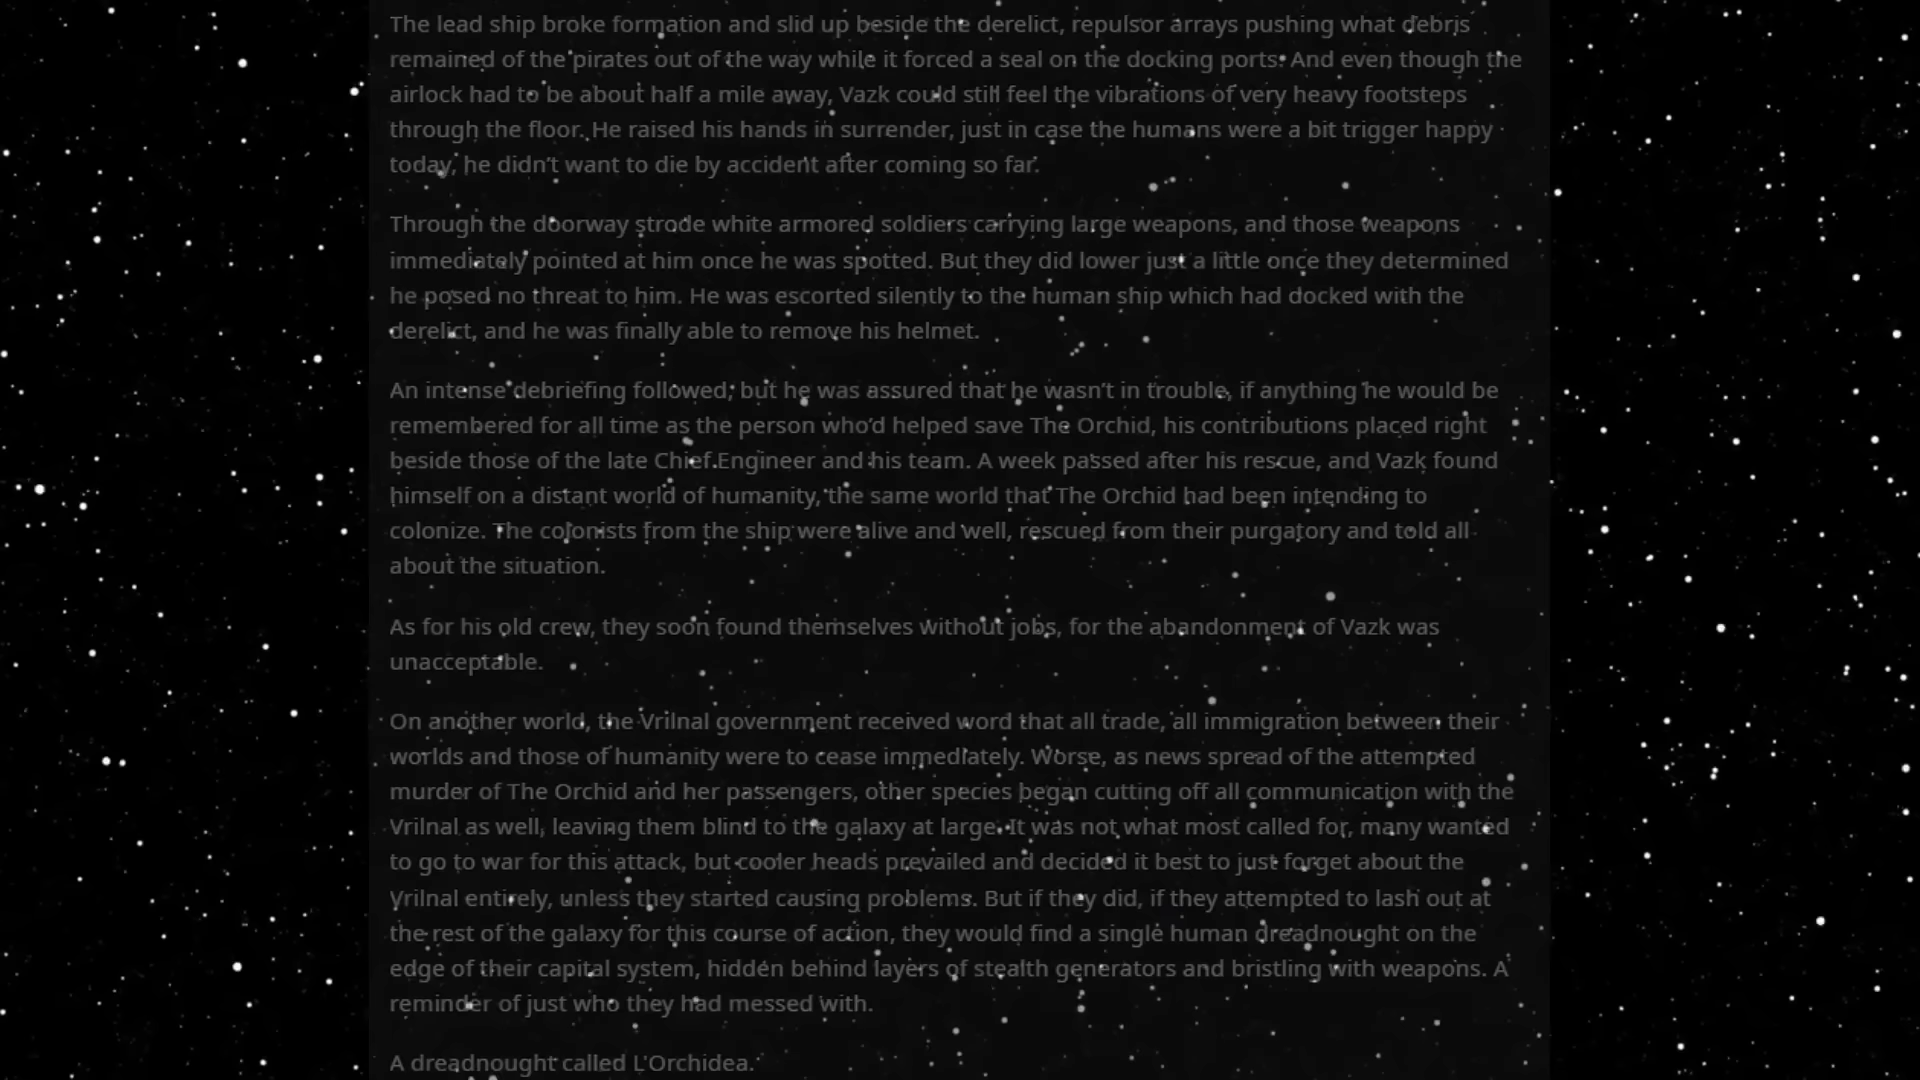 The lead ship broke formation and slid up beside the derelict, repulsor arrays pushing what debris
remained of the pirates out of the way while it forced a seal on the docking ports. And even though the
airlock had to be about half a mile away, Vazk could still feel the vibrations of very heavy footsteps
through the floor. He raised his hands in surrender, just in case the humans were a bit trigger happy
today, he didn't want to die by accident after coming so far.
Through the doorway strode white armored soldiers carrying large weapons, and those weapons
immediately pointed at him once he was spotted. But they did lower just a little once they determined
he posed no threat to him. He was escorted silently to the human ship which had docked with the
derelict, and he was finally able to remove his helmet.
An intense debriefing followed, but he was assured that he wasn't in trouble, if anything he would be
remembered for all time as the person who'd helped save The Orchid, his contributions placed right
beside those of the late Chief Engineer and his team. A week passed after his rescue, and Vazk found
himself on a distant world of humanity, the same world that The Orchid had been intending to
colonize. The colonists from the ship were alive and well, rescued from their purgatory and told all
about the situation.
As for his old crew, they soon found themselves without jobs, for the abandonment of Vazk was
unacceptable.
On another world, the Vrilnal government received word that all trade, all immigration between their
worlds and those of humanity were to cease immediately. Worse, as news spread of the attempted
murder of The Orchid and her passengers, other species began cutting off all communication with the
Vrilnal as well, leaving them blind to the galaxy at large. It was not what most called for, many wanted
to go to war for this attack, but cooler heads prevailed and decided it best to just forget about the
Vrilnal entirely, unless they started causing problems. But if they did, if they attempted to lash out at
the rest of the galaxy for this course of action, they would find a single human dreadnought on the
edge of their capital system, hidden behind layers of stealth generators and bristling with weapons. A
reminder of just who they had messed with.
A dreadnought called L'Orchidea.